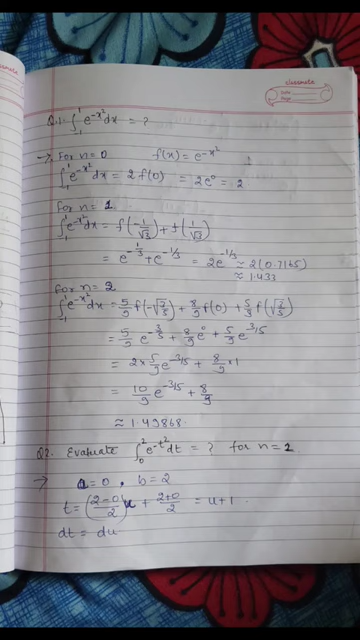 classmate
Date
Page
Q.1. ∫₋₁¹ e^{-x²} dx = ?
→ For n=0 f(x) = e^{-x²}
∫₋₁¹ e^{-x²} dx = 2 f(0) = 2e⁰ = 2
For n=1
∫₋₁¹ e^{-x²} dx = f(-1/√3) + f(1/√3)
= e^{-1/3} + e^{-1/3} = 2e^{-1/3} ≈ 2(0.7165)
≈ 1.433
For n=2
∫₋₁¹ e^{-x²} dx = 5/9 f(-√3/5) + 8/9 f(0) + 5/9 f(√3/5)
= 5/9 e^{-3/5} + 8/9 e⁰ + 5/9 e^{-3/5}
= 2 × 5/9 e^{-3/5} + 8/9 × 1
= 10/9 e^{-3/5} + 8/9
≈ 1.49868.
Q2. Evaluate ∫₀² e^{-t²} dt = ? for n=2
→ a=0, b=2
t = ((2-0)/2) u + (2+0)/2 = u+1.
dt = du